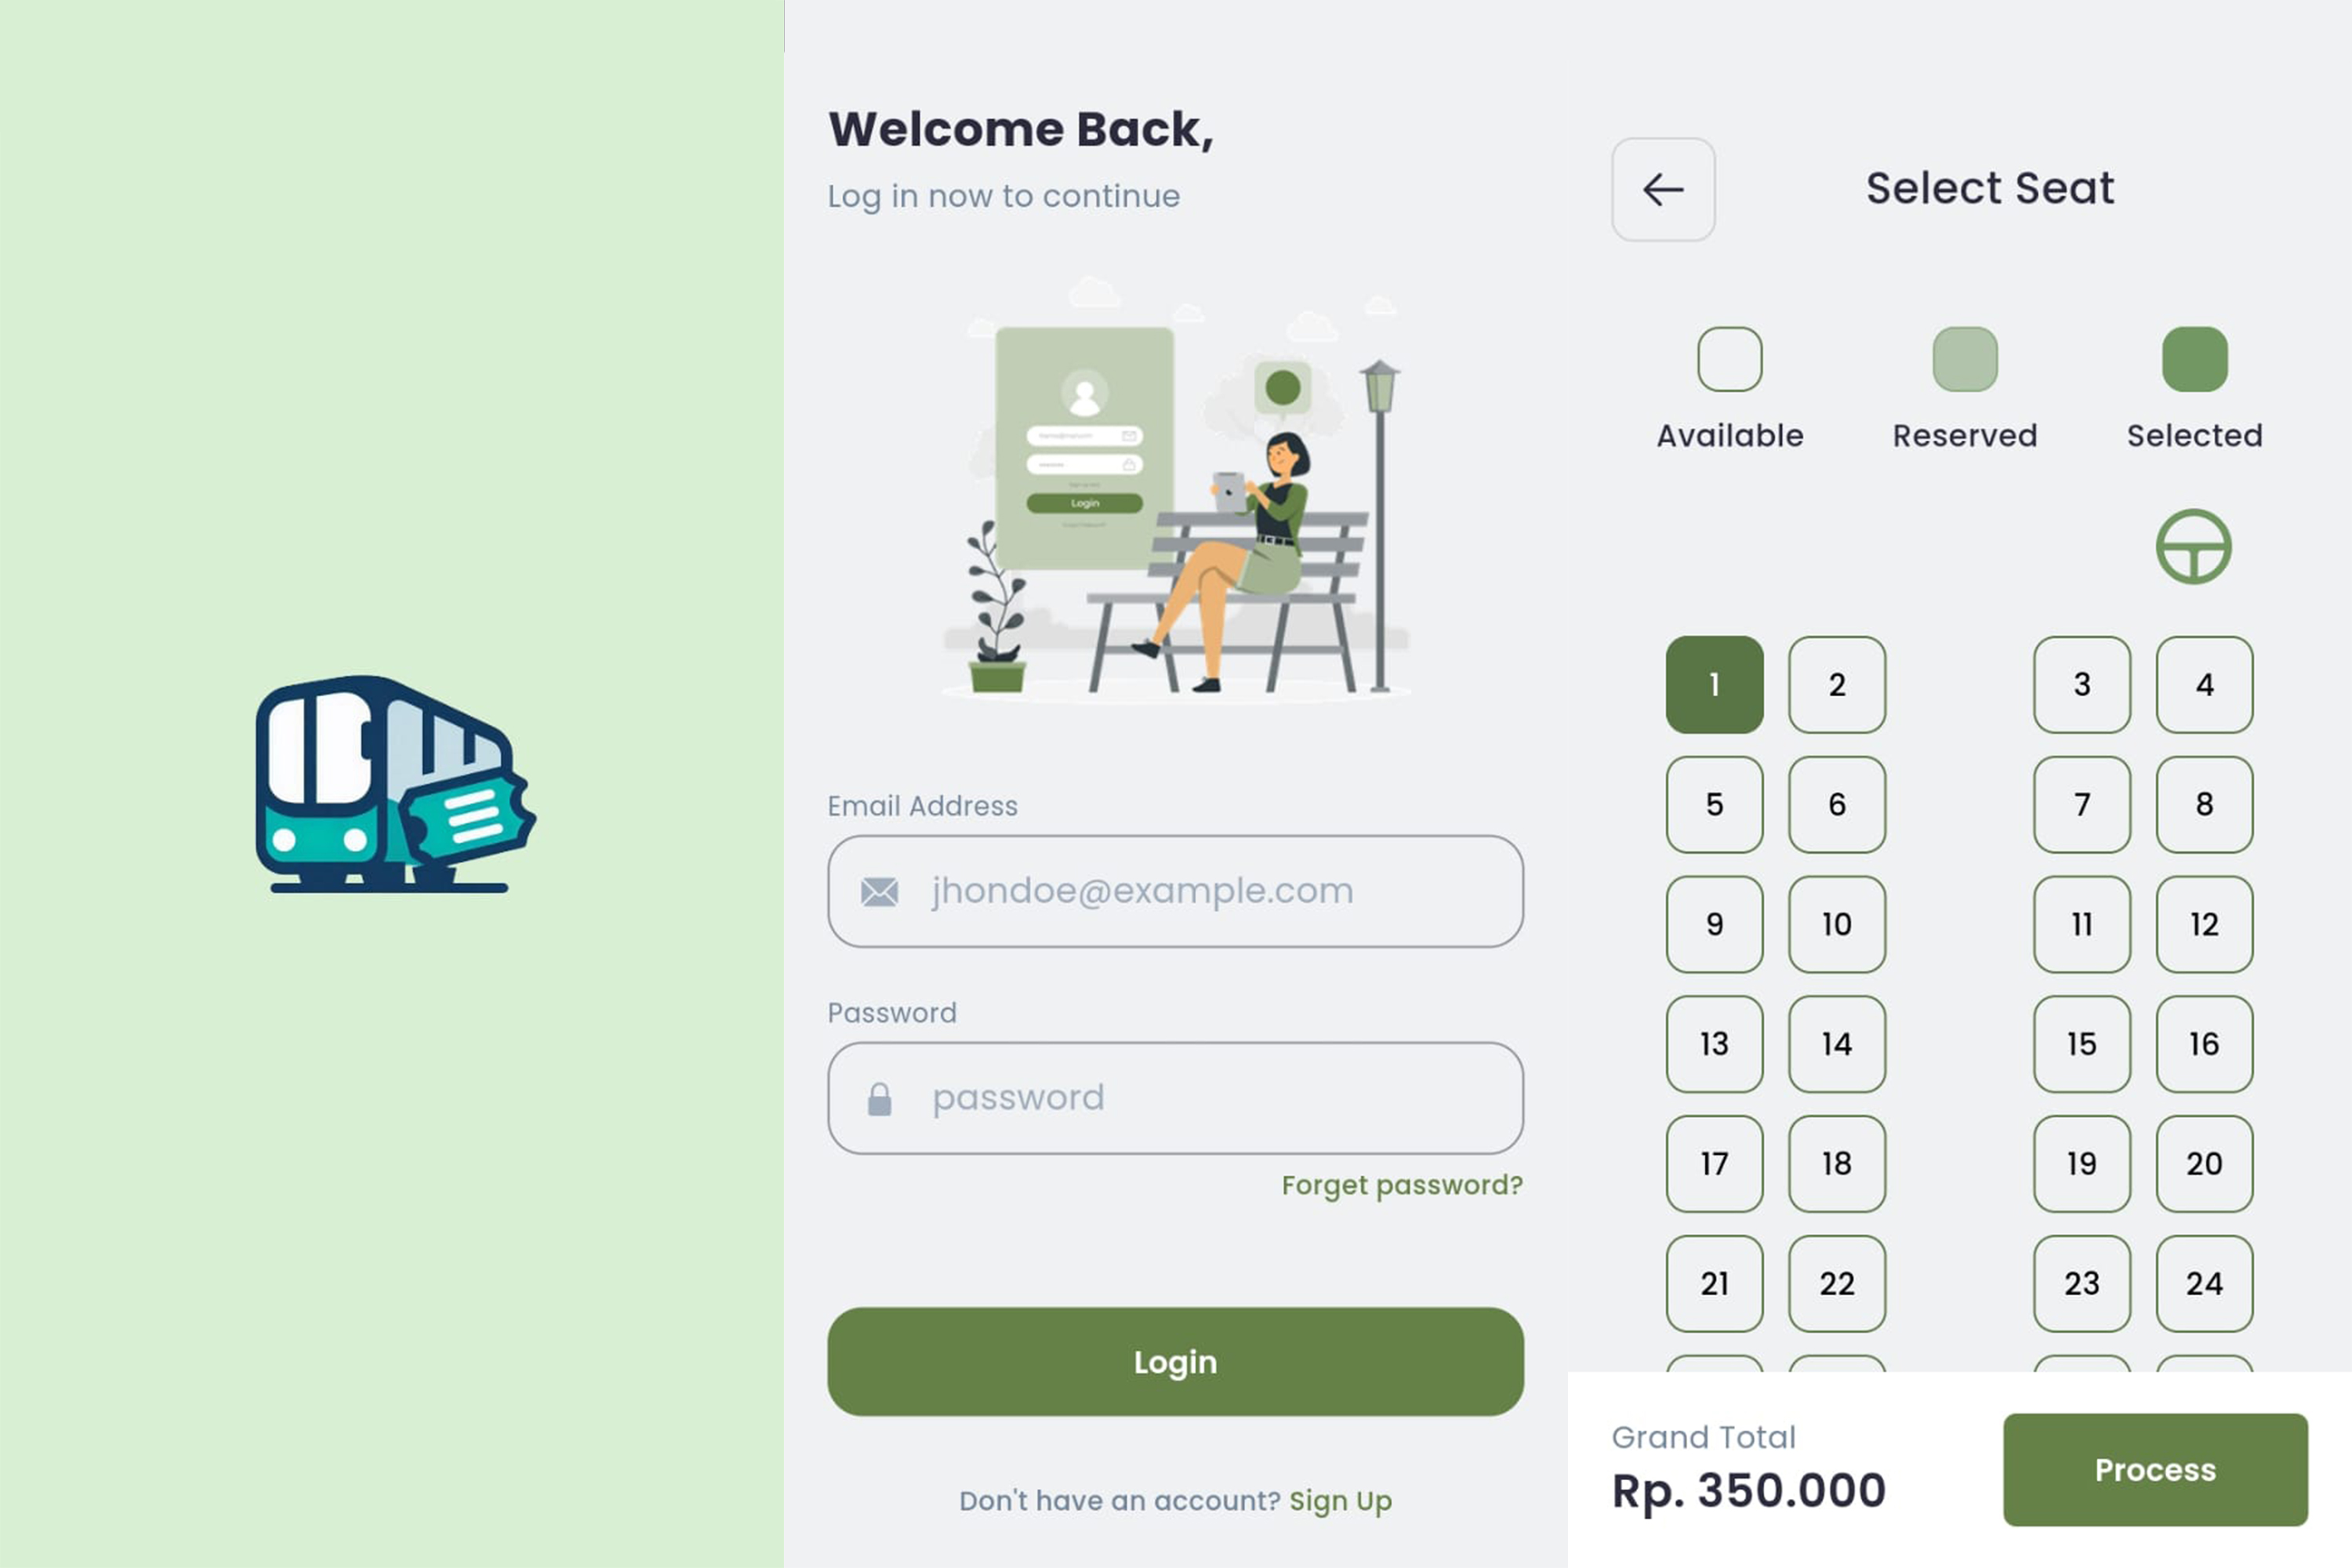 Welcome Back,
Log in now to continue
Login
Email Address
jhondoe@example.com
Password
password
Forget password?
Login
Don't have an account? Sign Up
Select Seat
Available Reserved Selected
1 2 3 4
5 6 7 8
9 10 11 12
13 14 15 16
17 18 19 20
21 22 23 24
Grand Total
Rp. 350.000
Process